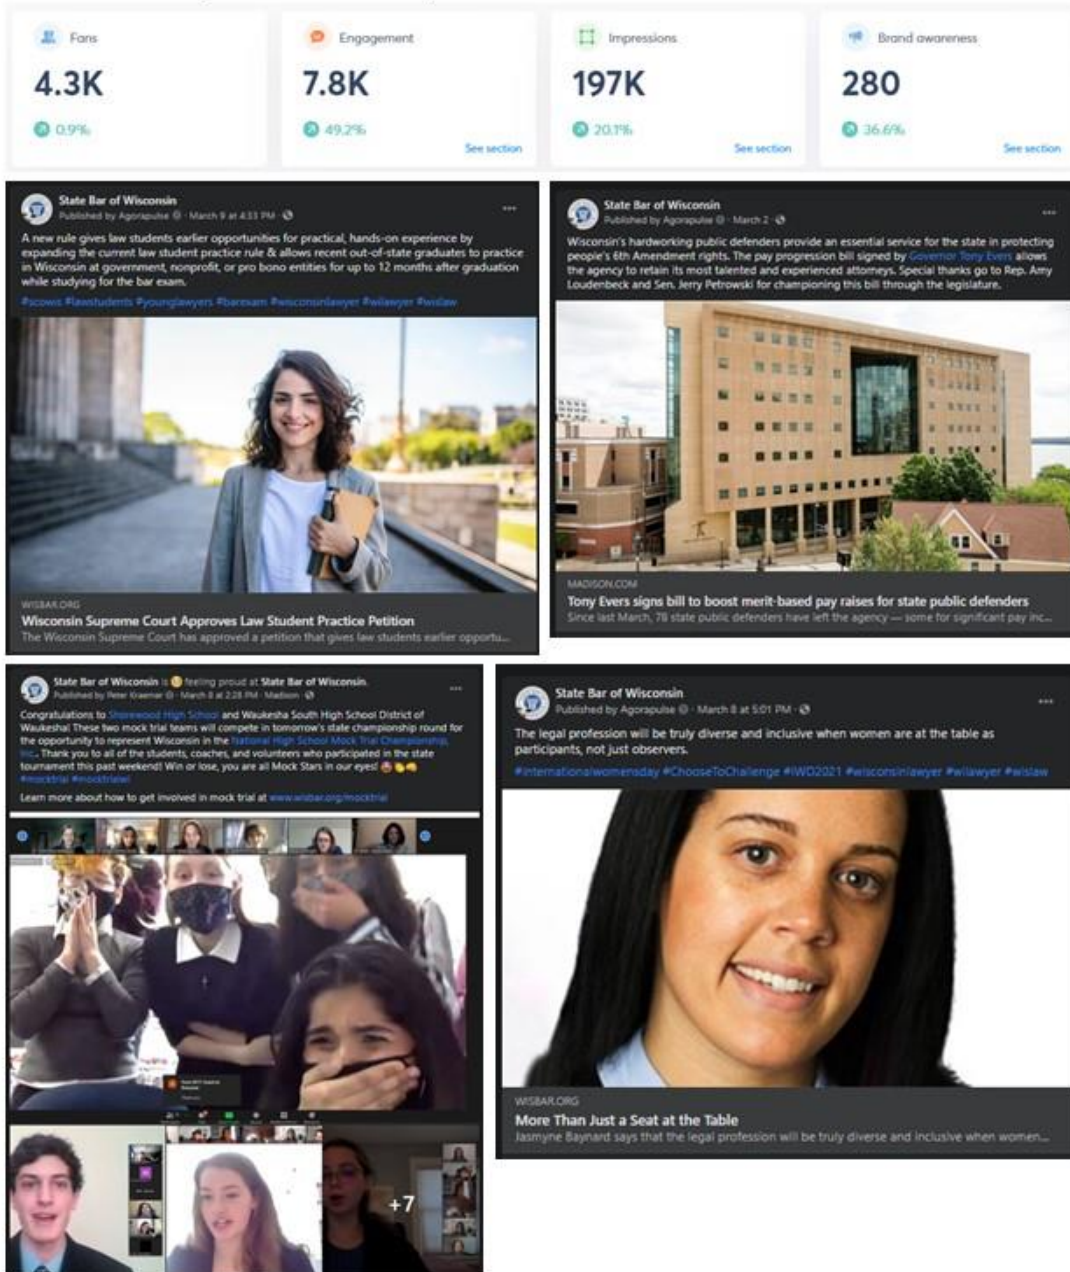 Fans
Engagement
Impressions
Brand awareness
4.3K
7.8K
197K
280
0.9%
49.2%
20.1%
36.6%
See section
See section
See section
State Bar of Wisconsin
Published by Agorapulse · March 9 at 4:33 PM ·
A new rule gives law students earlier opportunities for practical, hands-on experience by
expanding the current law student practice rule & allows recent out-of-state graduates to practice
in Wisconsin at government, nonprofit, or pro bono entities for up to 12 months after graduation
while studying for the bar exam.
#scowis #lawstudents #younglawyers #barexam #wisconsinlawyer #wilawyer #wislaw
WISBAR.ORG
Wisconsin Supreme Court Approves Law Student Practice Petition
The Wisconsin Supreme Court has approved a petition that gives law students earlier opportu...
State Bar of Wisconsin
Published by Agorapulse · March 2 ·
Wisconsin's hardworking public defenders provide an essential service for the state in protecting
people's 6th Amendment rights. The pay progression bill signed by Governor Tony Evers allows
the agency to retain its most talented and experienced attorneys. Special thanks go to Rep. Amy
Loudenbeck and Sen. Jerry Petrowski for championing this bill through the legislature.
MADISON.COM
Tony Evers signs bill to boost merit-based pay raises for state public defenders
Since last March, 78 state public defenders have left the agency — some for significant pay inc...
State Bar of Wisconsin is feeling proud at State Bar of Wisconsin.
Published by Peter Kraemer · March 8 at 2:28 PM · Madison ·
Congratulations to Shorewood High School and Waukesha South High School District of
Waukesha! These two mock trial teams will compete in tomorrow's state championship round for
the opportunity to represent Wisconsin in the National High School Mock Trial Championship,
Inc.. Thank you to all of the students, coaches, and volunteers who participated in the state
tournament this past weekend! Win or lose, you are all Mock Stars in our eyes!
#mocktrial #mocktrialwi
Learn more about how to get involved in mock trial at www.wisbar.org/mocktrial
+7
State Bar of Wisconsin
Published by Agorapulse · March 8 at 5:01 PM ·
The legal profession will be truly diverse and inclusive when women are at the table as
participants, not just observers.
#internationalwomensday #ChooseToChallenge #IWD2021 #wisconsinlawyer #wilawyer #wislaw
WISBAR.ORG
More Than Just a Seat at the Table
Jasmyne Baynard says that the legal profession will be truly diverse and inclusive when women...